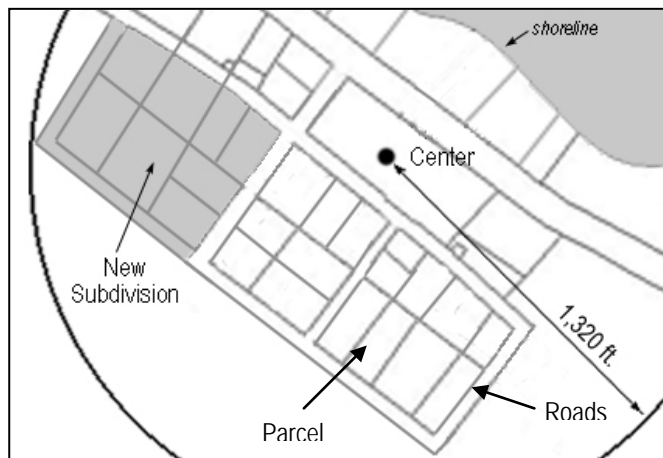 shoreline
Center
New
Subdivision
1,320 ft.
Roads
Parcel